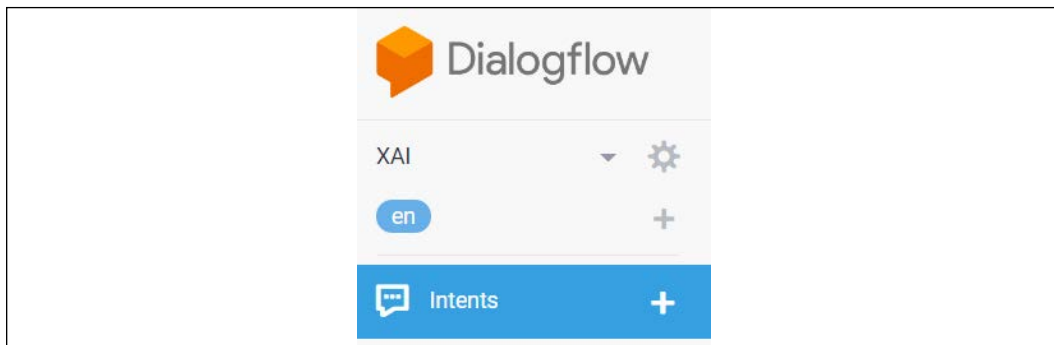 Dialogflow
XAI
en +
Intents +